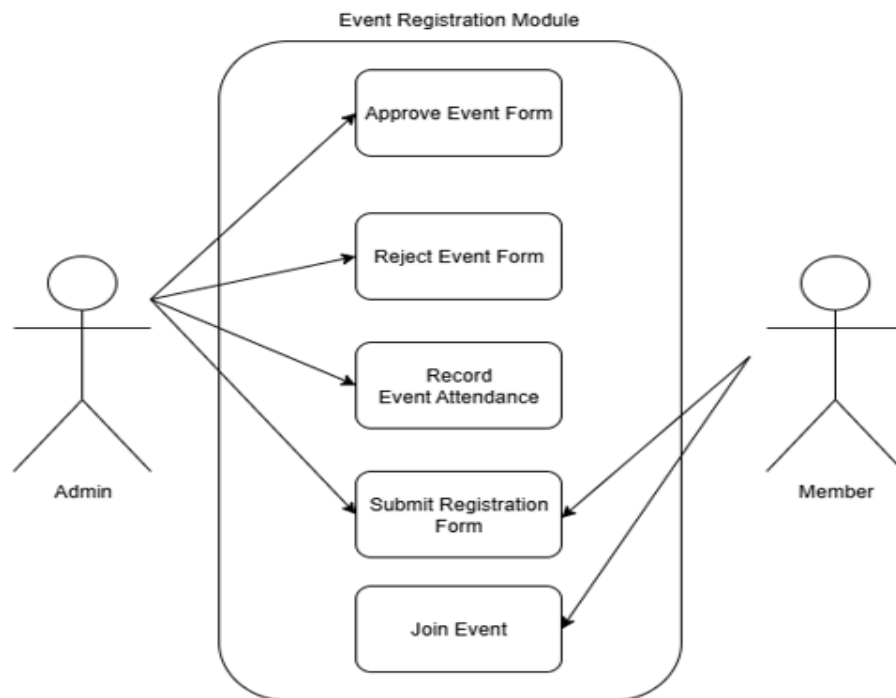 Event Registration Module
Approve Event Form
Reject Event Form
Record
Event Attendance
Submit Registration
Form
Join Event
Admin
Member